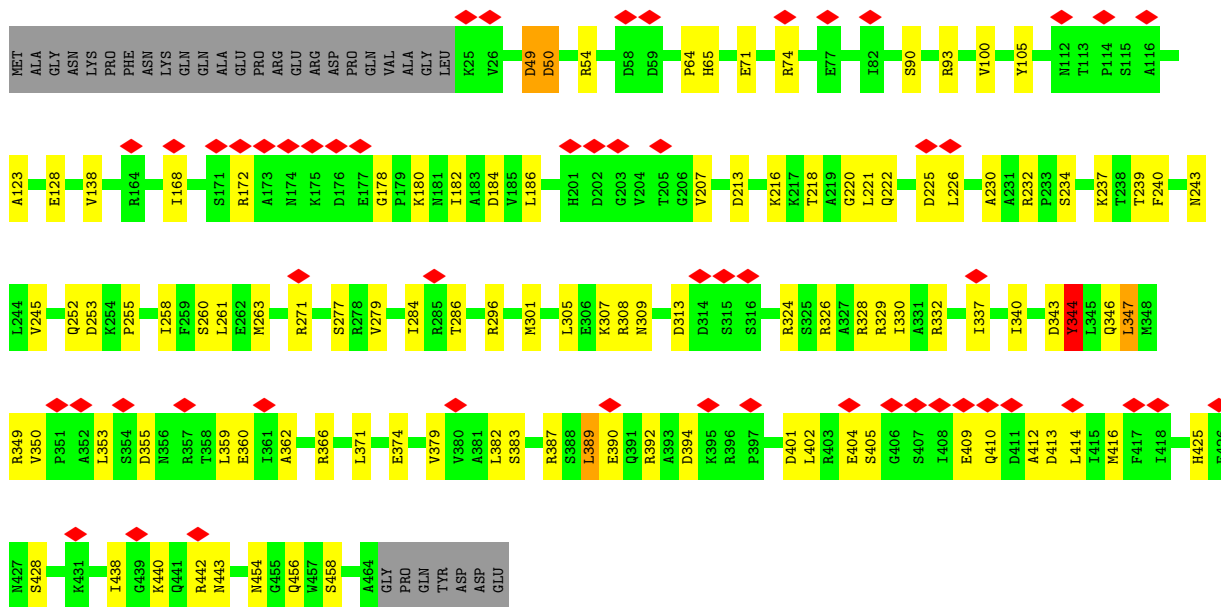 MET ALA GLY ASN LYS PRO PHE ASN LYS GLN GLN ALA GLU PRO ARG GLU ARG ASP PRO GLN VAL ALA GLY LEU K25 V26 D49 D50 R54 D58 D59 P64 H65 E71 R74 E77 I82 S90 R93 V100 Y105 N112 T113 P114 S115 A116
A123 E128 V138 R164 I168 S171 R172 A173 N174 K175 D176 E177 G178 P179 K180 N181 I182 A183 D184 V185 L186 H201 D202 G203 V204 T205 G206 V207 D213 K216 K217 T218 A219 G220 L221 Q222 D225 L226 A230 A231 R232 P233 S234 K237 T238 T239 F240 N243
L244 V245 Q252 D253 K254 P255 I258 F259 S260 L261 E262 M263 R271 S277 R278 V279 I284 R285 T286 R296 M301 L305 E306 K307 R308 N309 D313 D314 S315 S316 R324 S325 R326 A327 R328 R329 I330 A331 R332 I337 I340 D343 Y344 L345 Q346 L347 M348
R349 V350 P351 A352 L353 S354 D355 N356 R357 T358 L359 E360 I361 A362 R366 L371 E374 V379 V380 A381 L382 S383 R387 S388 L389 E390 Q391 R392 A393 D394 K395 R396 P397 D401 L402 R403 E404 S405 G406 S407 I408 E409 Q410 D411 A412 D413 L414 I415 M416 F417 I418 H425
N427 S428 K431 I438 G439 K440 Q441 R442 N443 N454 G455 Q456 W457 S458 A464 GLY PRO GLN TYR ASP ASP GLU